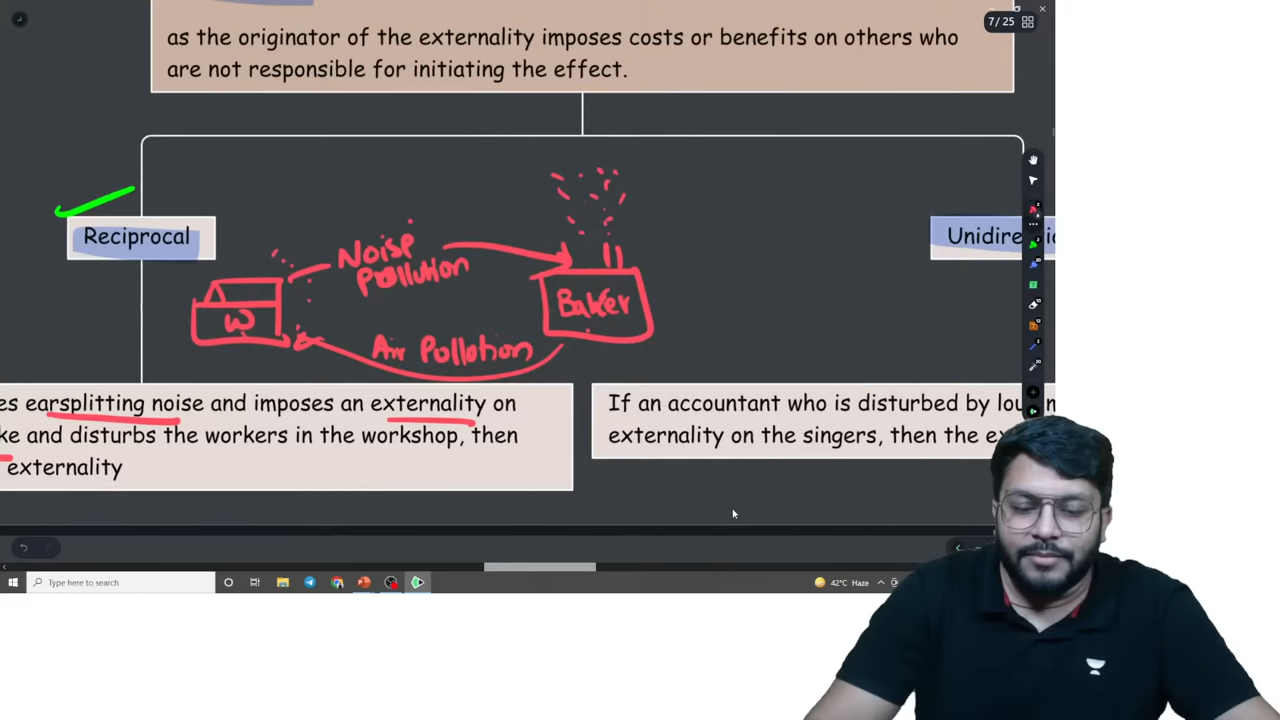 7/25
as the originator of the externality imposes costs or benefits on others who
are not responsible for initiating the effect.
Reciprocal
Noise
Pollution
W
Baker
Air Pollution
es earsplitting noise and imposes an externality on
ke and disturbs the workers in the workshop, then
externality
If an accountant who is disturbed by lou
externality on the singers, then the ex
Type here to search
42°C Haze